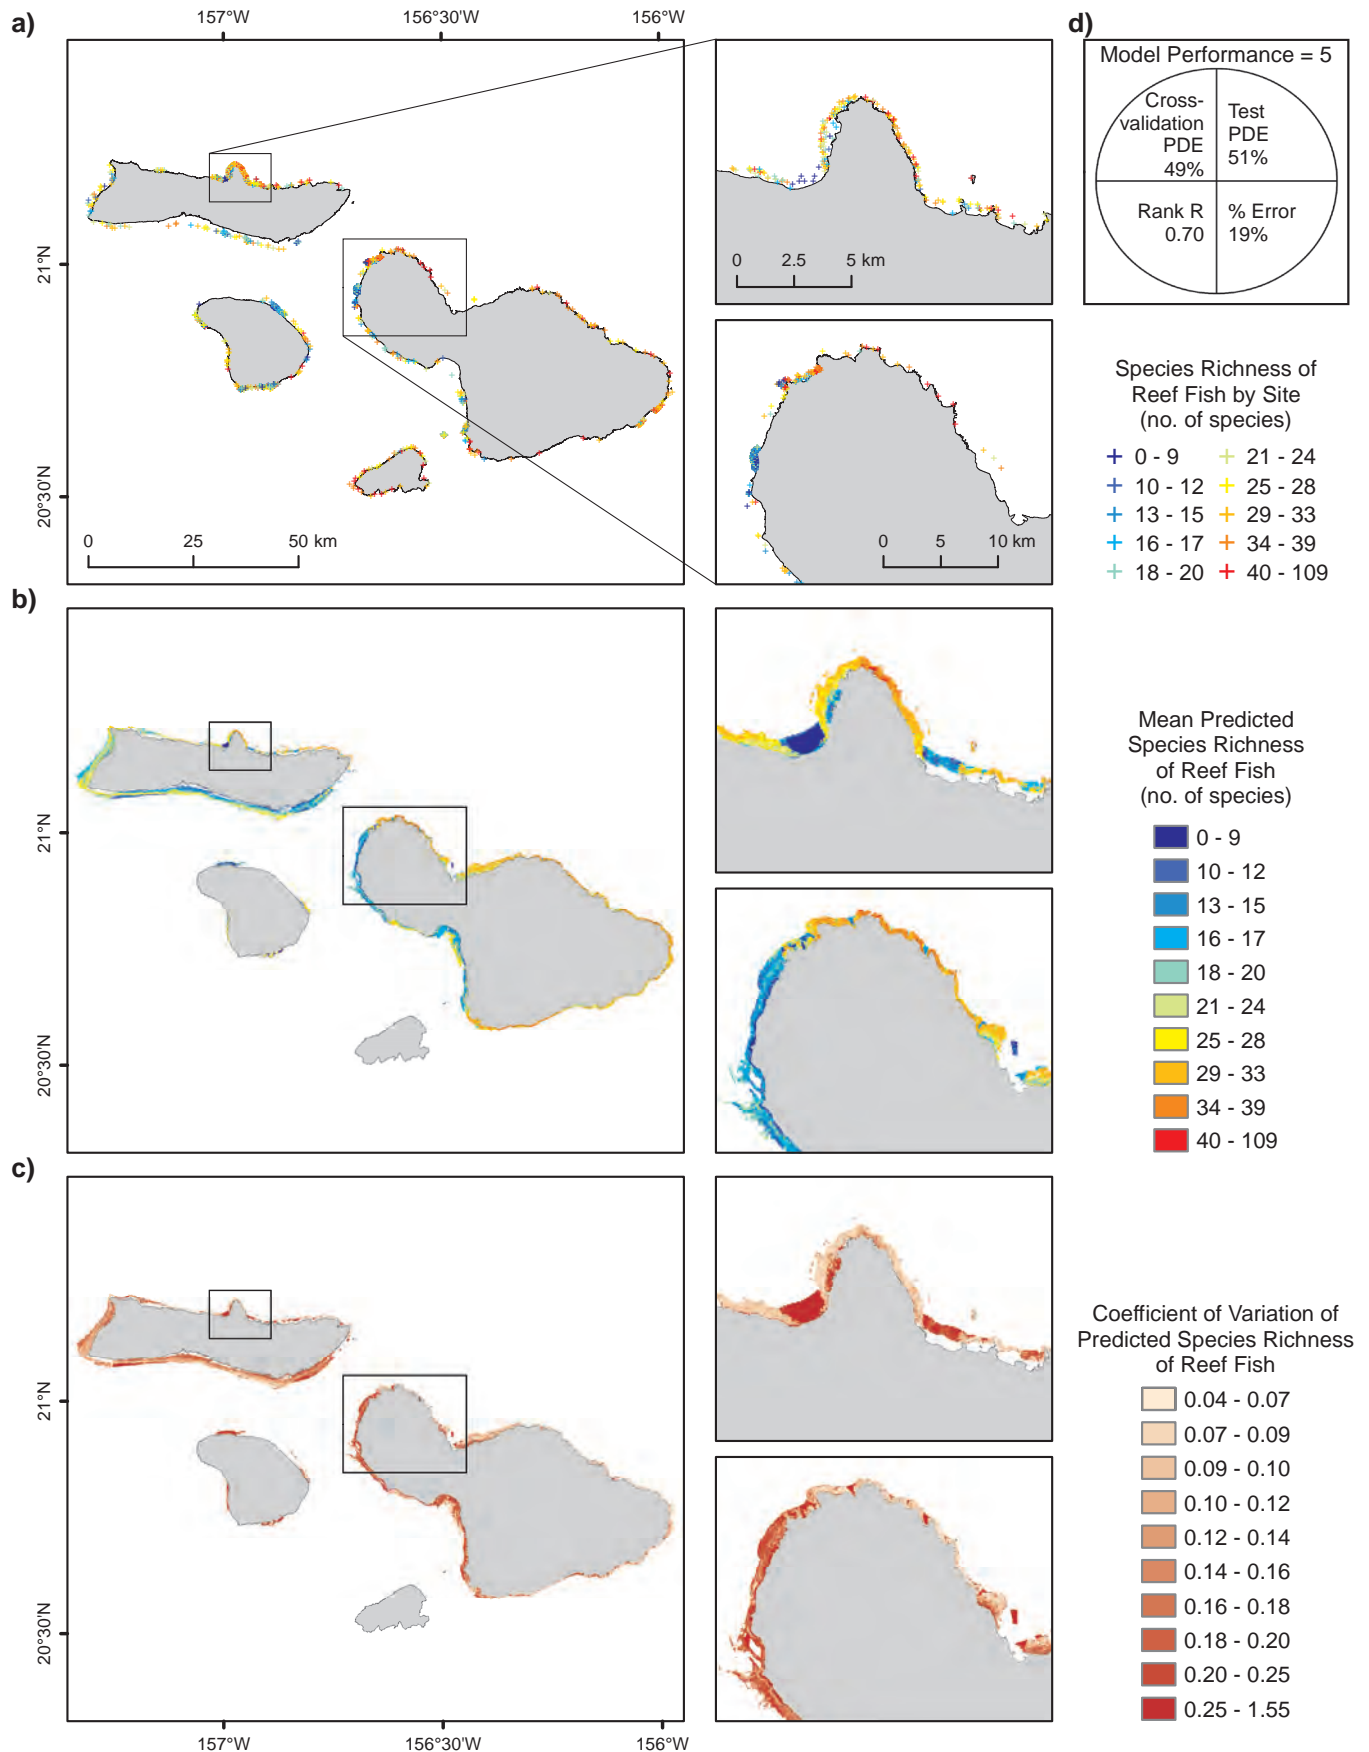 a)
157°W
156°30'W
156°W
21°N
20°30'N
0
25
50 km
0
2.5
5 km
0
5
10 km
d)
Model Performance = 5
Cross-
validation
PDE
49%
Test
PDE
51%
Rank R
0.70
% Error
19%
Species Richness of
Reef Fish by Site
(no. of species)
0 - 9
10 - 12
13 - 15
16 - 17
18 - 20
21 - 24
25 - 28
29 - 33
34 - 39
40 - 109
b)
21°N
20°30'N
Mean Predicted
Species Richness
of Reef Fish
(no. of species)
0 - 9
10 - 12
13 - 15
16 - 17
18 - 20
21 - 24
25 - 28
29 - 33
34 - 39
40 - 109
c)
21°N
20°30'N
157°W
156°30'W
156°W
Coefficient of Variation of
Predicted Species Richness
of Reef Fish
0.04 - 0.07
0.07 - 0.09
0.09 - 0.10
0.10 - 0.12
0.12 - 0.14
0.14 - 0.16
0.16 - 0.18
0.18 - 0.20
0.20 - 0.25
0.25 - 1.55